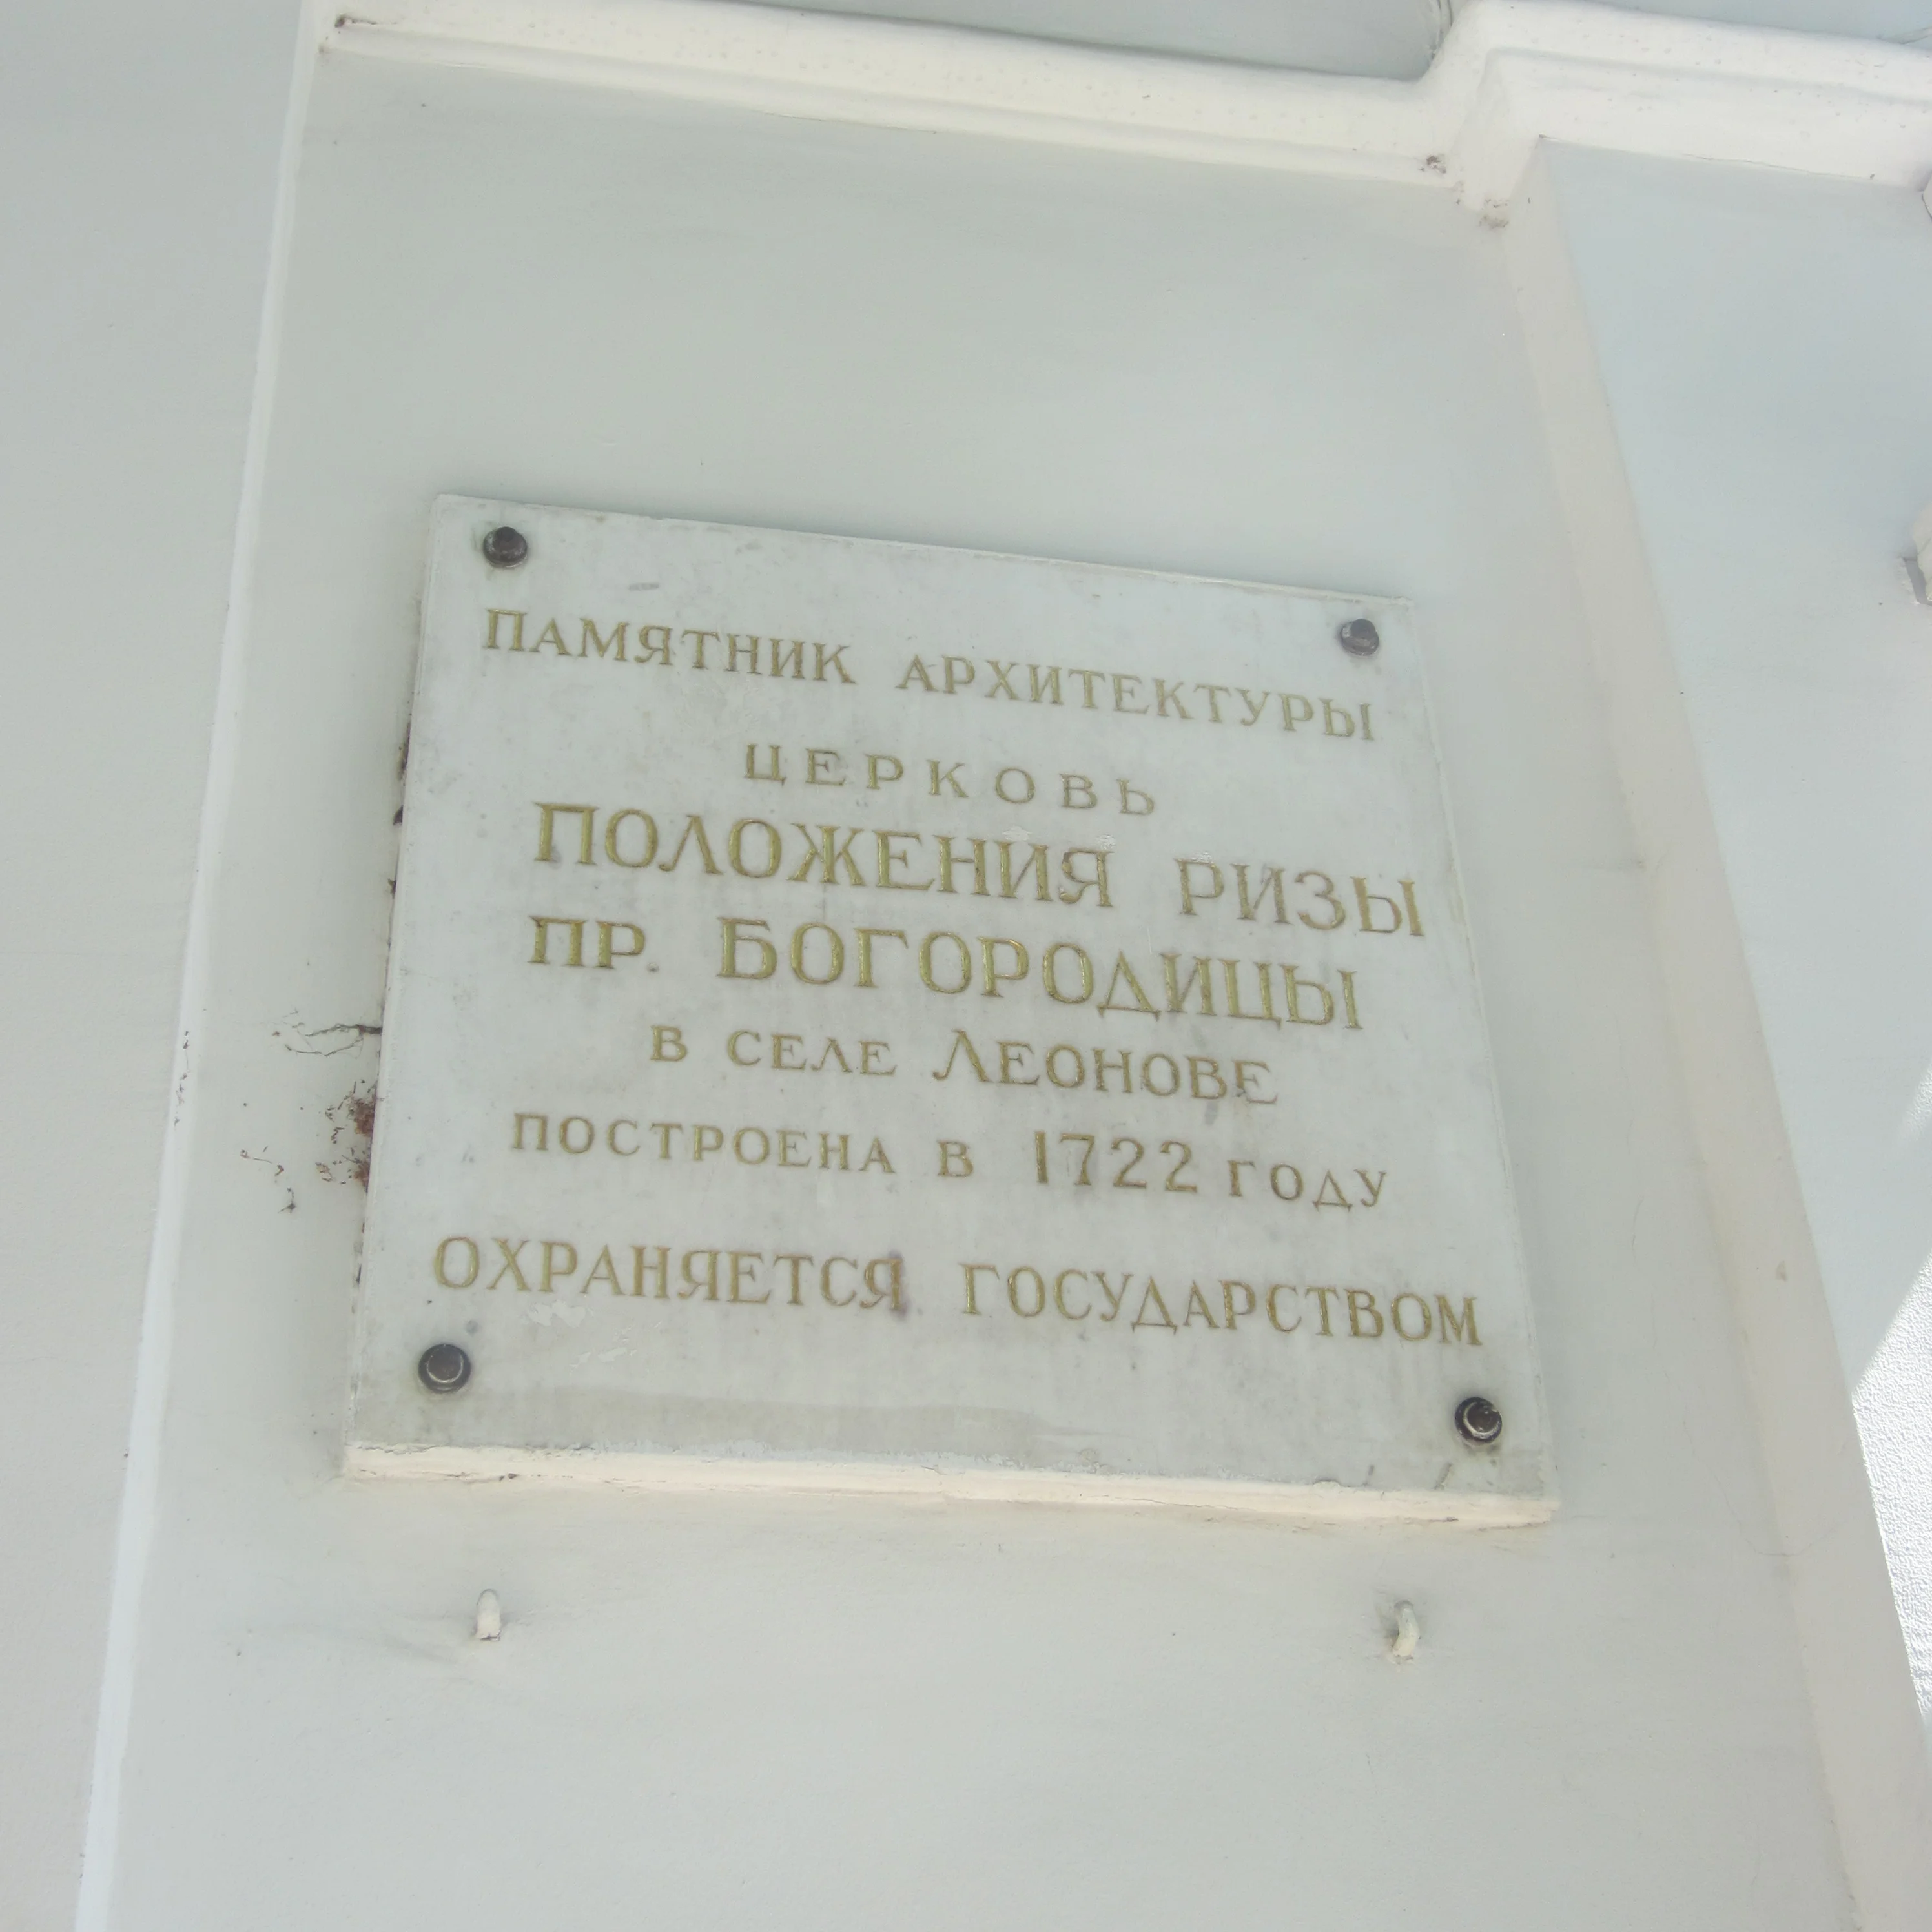 ПАМЯТНИК АРХИТЕКТУРЫ
ЦЕРКОВЬ
ПОЛОЖЕНИЯ РИЗЫ
ПР. БОГОРОДИЦЫ
В СЕЛЕ ЛЕОНОВЕ
ПОСТРОЕНА В 1722 ГОДУ
ОХРАНЯЕТСЯ ГОСУДАРСТВОМ